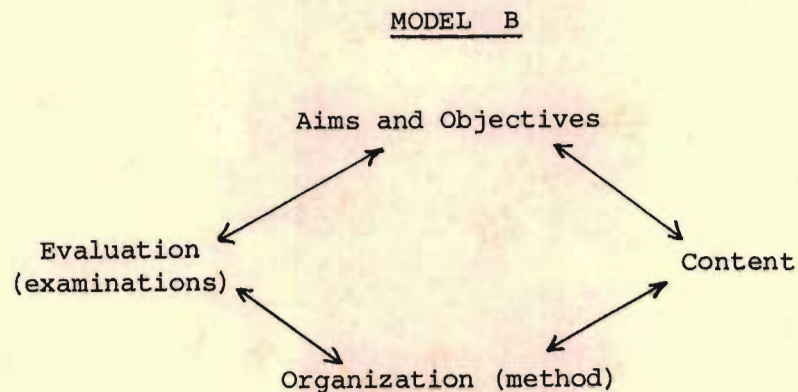 MODEL B
Aims and Objectives
Evaluation
(examinations)
Content
Organization (method)